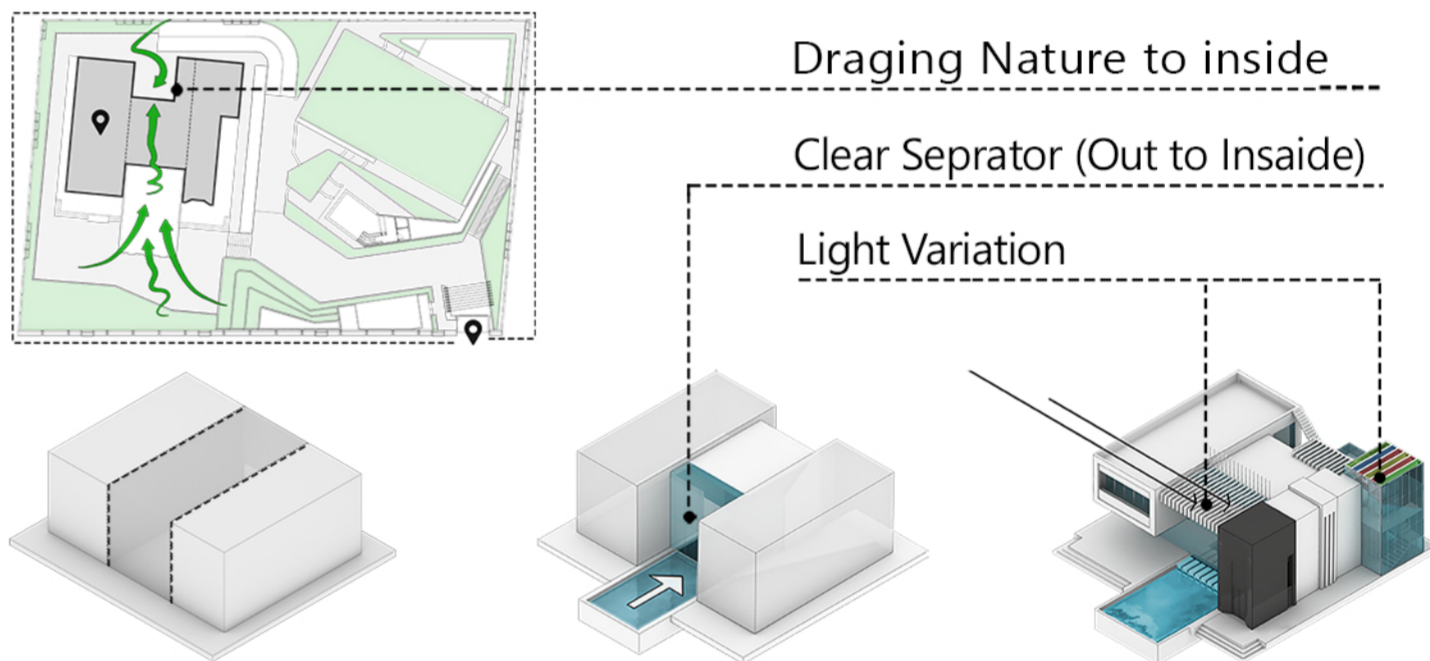 Draging Nature to inside
Clear Seprator (Out to Insaide)
Light Variation